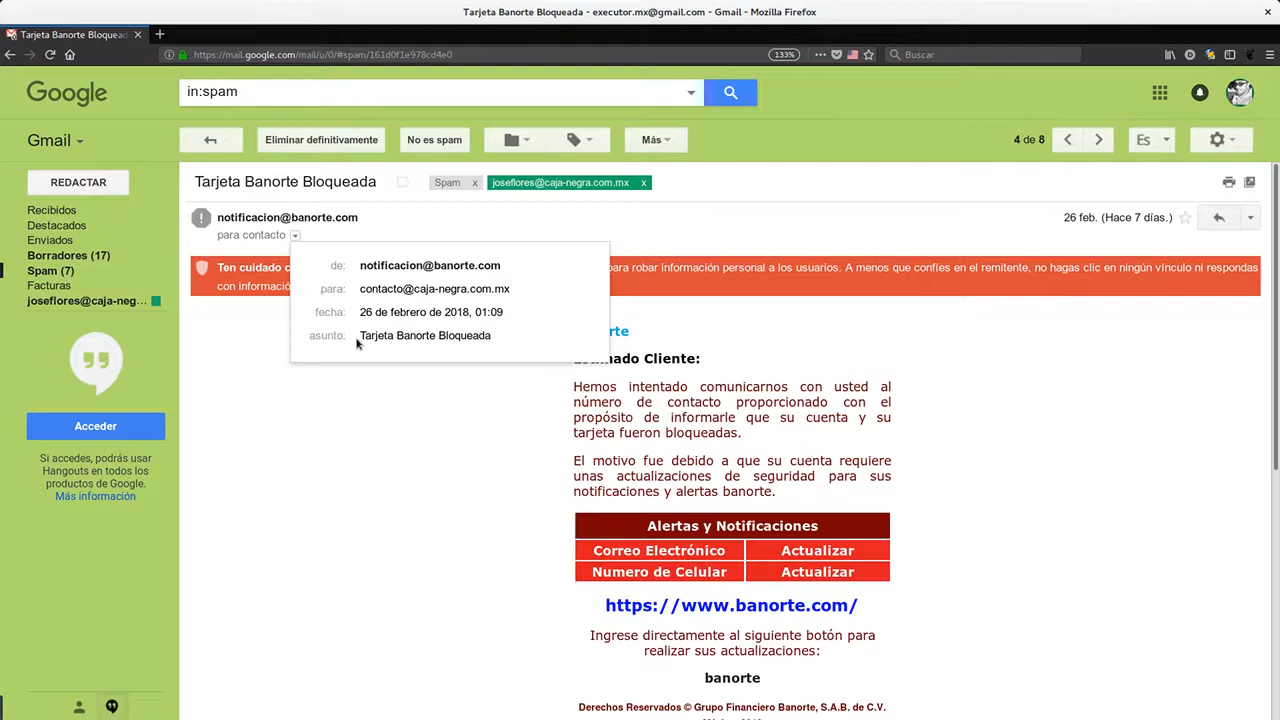 Tarjeta Banorte Bloqueada - executor.mx@gmail.com - Gmail - Mozilla Firefox
Tarjeta Banorte Bloquead
https://mail.google.com/mail/u/0/#spam/161d0f1e978cd4e0
133%
Buscar
Google
in:spam
Gmail
Eliminar definitivamente
No es spam
Más
4 de 8
Es
REDACTAR
Tarjeta Banorte Bloqueada
Spam x
joseflores@caja-negra.com.mx x
Recibidos
Destacados
Enviados
Borradores (17)
Spam (7)
Facturas
joseflores@caja-neg...
notificacion@banorte.com
26 feb. (Hace 7 días.)
para contacto
Ten cuidado para robar información personal a los usuarios. A menos que confíes en el remitente, no hagas clic en ningún vínculo ni respondas
con informació
de: notificacion@banorte.com
para: contacto@caja-negra.com.mx
fecha: 26 de febrero de 2018, 01:09
asunto: Tarjeta Banorte Bloqueada
rte
mado Cliente:
Hemos intentado comunicarnos con usted al
número de contacto proporcionado con el
propósito de informarle que su cuenta y su
tarjeta fueron bloqueadas.
El motivo fue debido a que su cuenta requiere
unas actualizaciones de seguridad para sus
notificaciones y alertas banorte.
Alertas y Notificaciones
Correo Electrónico Actualizar
Numero de Celular Actualizar
https://www.banorte.com/
Ingrese directamente al siguiente botón para
realizar sus actualizaciones:
banorte
Derechos Reservados © Grupo Financiero Banorte, S.A.B. de C.V.
Acceder
Si accedes, podrás usar
Hangouts en todos los
productos de Google.
Más información